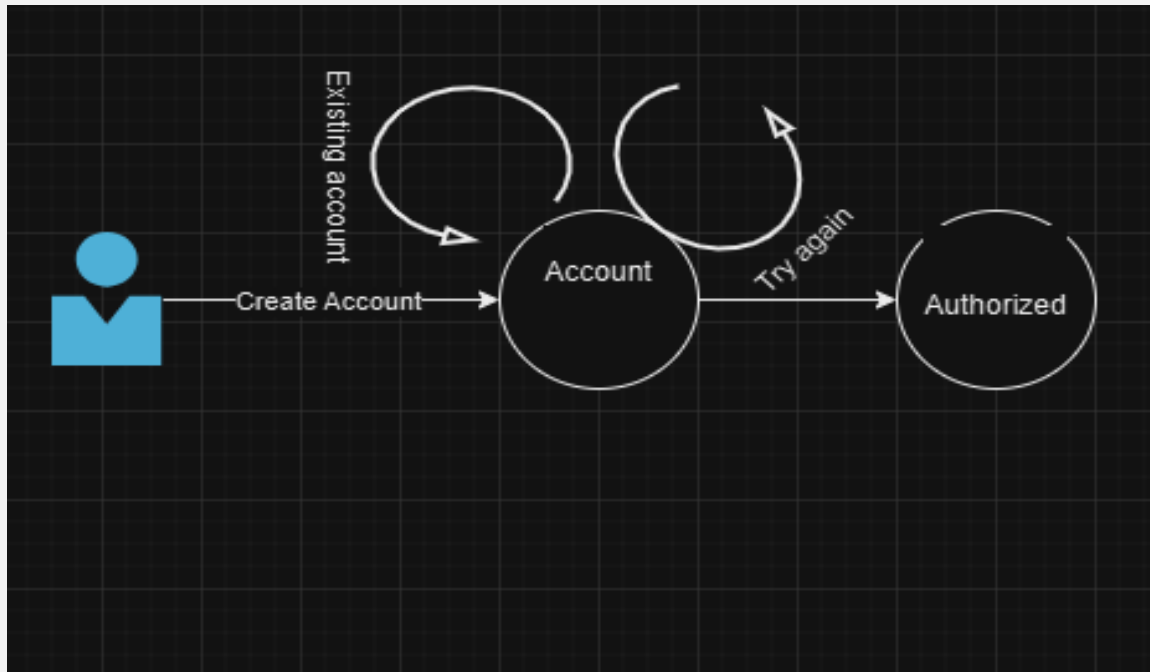 Existing account
Create Account
Account
Try again
Authorized